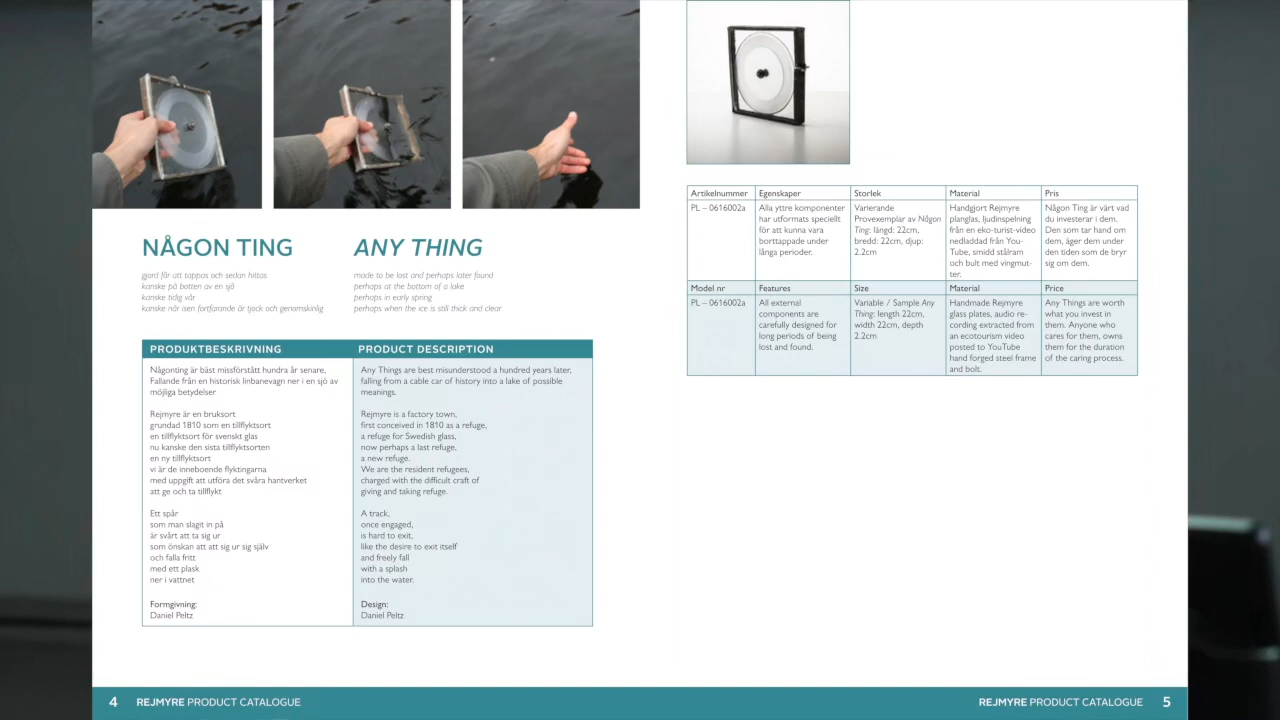 NÅGON TING
gjord för att tappas och sedan hittas
kanske på botten av en sjö
kanske tidig vår
kanske när isen fortfarande är tjock och genomskinlig
ANY THING
made to be lost and perhaps later found
perhaps at the bottom of a lake
perhaps in early spring
perhaps when the ice is still thick and clear
PRODUKTBESKRIVNING
Någonting är bäst missförstått hundra år senare,
Fallande från en historisk linbanevagn ner i en sjö av
möjliga betydelser
Rejmyre är en bruksort
grundad 1810 som en tillflyktsort
en tillflyktsort för svenskt glas
nu kanske den sista tillflyktsorten
en ny tillflyktsort
vi är de inneboende flyktingarna
med uppgift att utföra det svåra hantverket
att ge och ta tillflykt
Ett spår
som man slagit in på
är svårt att ta sig ur
som önskan att att sig ur sig själv
och falla fritt
med ett plask
ner i vattnet
Formgivning:
Daniel Peltz
PRODUCT DESCRIPTION
Any Things are best misunderstood a hundred years later,
falling from a cable car of history into a lake of possible
meanings.
Rejmyre is a factory town,
first conceived in 1810 as a refuge,
a refuge for Swedish glass,
now perhaps a last refuge,
a new refuge.
We are the resident refugees,
charged with the difficult craft of
giving and taking refuge.
A track,
once engaged,
is hard to exit,
like the desire to exit itself
and freely fall
with a splash
into the water.
Design:
Daniel Peltz
4 REJMYRE PRODUCT CATALOGUE
Artikelnummer Egenskaper Storlek Material Pris
PL – 0616002a
Alla yttre komponenter
har utformats speciellt
för att kunna vara
borttappade under
långa perioder.
Varierande
Provexemplar av Någon
Ting: längd: 22cm,
bredd: 22cm, djup:
2.2cm
Handgjort Rejmyre
planglas, ljudinspelning
från en eko-turist-video
nedladdad från You-
Tube, smidd stålram
och bult med vingmut-
ter.
Någon Ting är värt vad
du investerar i dem.
Den som tar hand om
dem, äger dem under
den tiden som de bryr
sig om dem.
Model nr Features Size Material Price
PL – 0616002a
All external
components are
carefully designed for
long periods of being
lost and found.
Variable / Sample Any
Thing: length 22cm,
width 22cm, depth
2.2cm
Handmade Rejmyre
glass plates, audio re-
cording extracted from
an ecotourism video
posted to YouTube
hand forged steel frame
and bolt.
Any Things are worth
what you invest in
them. Anyone who
cares for them, owns
them for the duration
of the caring process.
REJMYRE PRODUCT CATALOGUE 5